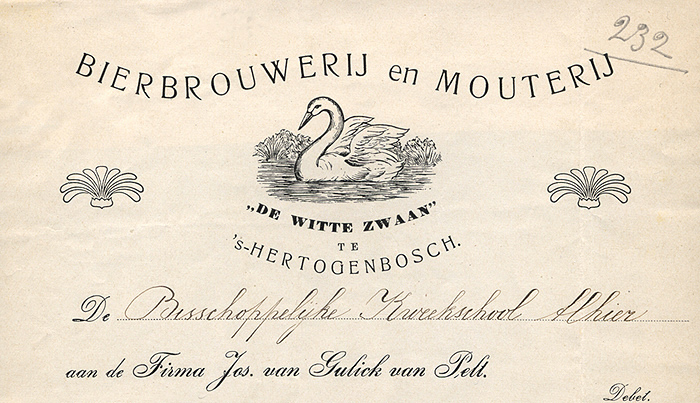 232
BIERBROUWERIJ en MOUTERIJ
„DE WITTE ZWAAN"
TE
's-HERTOGENBOSCH.
De Bisschoppelijke Kweekschool Alhier
aan de Firma Jos. van Gulick van Pelt.
Debet.